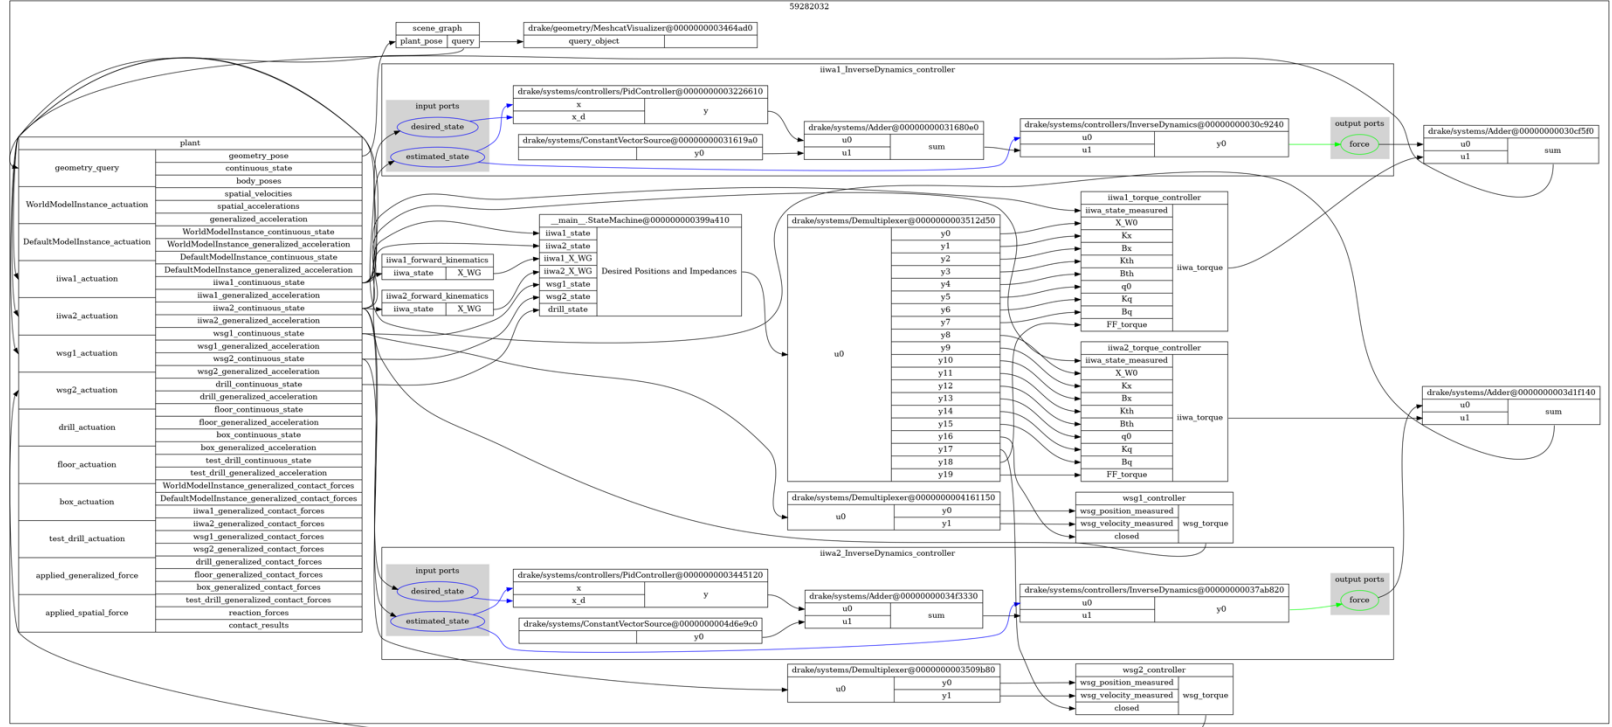 59282032
scene_graph
plant_pose query
drake/geometry/MeshcatVisualizer@0000000003464ad0
query_object
plant
geometry_query
WorldModelInstance_actuation
DefaultModelInstance_actuation
iiwa1_actuation
iiwa2_actuation
wsg1_actuation
wsg2_actuation
drill_actuation
floor_actuation
box_actuation
test_drill_actuation
applied_generalized_force
applied_spatial_force
geometry_pose
continuous_state
body_poses
spatial_velocities
spatial_accelerations
generalized_acceleration
WorldModelInstance_continuous_state
WorldModelInstance_generalized_acceleration
DefaultModelInstance_continuous_state
DefaultModelInstance_generalized_acceleration
iiwa1_continuous_state
iiwa1_generalized_acceleration
iiwa2_continuous_state
iiwa2_generalized_acceleration
wsg1_continuous_state
wsg1_generalized_acceleration
wsg2_continuous_state
wsg2_generalized_acceleration
drill_continuous_state
drill_generalized_acceleration
floor_continuous_state
floor_generalized_acceleration
box_continuous_state
box_generalized_acceleration
test_drill_continuous_state
test_drill_generalized_acceleration
WorldModelInstance_generalized_contact_forces
DefaultModelInstance_generalized_contact_forces
iiwa1_generalized_contact_forces
iiwa2_generalized_contact_forces
wsg1_generalized_contact_forces
wsg2_generalized_contact_forces
drill_generalized_contact_forces
floor_generalized_contact_forces
box_generalized_contact_forces
test_drill_generalized_contact_forces
reaction_forces
contact_results
iiwa1_InverseDynamics_controller
input ports
desired_state
estimated_state
drake/systems/controllers/PidController@0000000003226610
x
x_d
y
drake/systems/ConstantVectorSource@00000000031619a0
y0
drake/systems/Adder@00000000031680e0
u0
u1
sum
drake/systems/controllers/InverseDynamics@00000000030c9240
u0
u1
y0
output ports
force
drake/systems/Adder@00000000030cf5f0
u0
u1
sum
iiwa1_forward_kinematics
iiwa_state X_WG
iiwa2_forward_kinematics
iiwa_state X_WG
__main__.StateMachine@000000000399a410
iiwa1_state
iiwa2_state
iiwa1_X_WG
iiwa2_X_WG
wsg1_state
wsg2_state
drill_state
Desired Positions and Impedances
drake/systems/Demultiplexer@0000000003512d50
u0
y0
y1
y2
y3
y4
y5
y6
y7
y8
y9
y10
y11
y12
y13
y14
y15
y16
y17
y18
y19
iiwa1_torque_controller
iiwa_state_measured
X_W0
Kx
Bx
Kth
Bth
q0
Kq
Bq
FF_torque
iiwa_torque
iiwa2_torque_controller
iiwa_state_measured
X_W0
Kx
Bx
Kth
Bth
q0
Kq
Bq
FF_torque
iiwa_torque
drake/systems/Adder@0000000003d1f140
u0
u1
sum
drake/systems/Demultiplexer@0000000004161150
u0
y0
y1
wsg1_controller
wsg_position_measured
wsg_velocity_measured
closed
wsg_torque
iiwa2_InverseDynamics_controller
input ports
desired_state
estimated_state
drake/systems/controllers/PidController@0000000003445120
x
x_d
y
drake/systems/ConstantVectorSource@0000000004d6e9c0
y0
drake/systems/Adder@00000000034f3330
u0
u1
sum
drake/systems/controllers/InverseDynamics@00000000037ab820
u0
u1
y0
output ports
force
drake/systems/Demultiplexer@0000000003509b80
u0
y0
y1
wsg2_controller
wsg_position_measured
wsg_velocity_measured
closed
wsg_torque